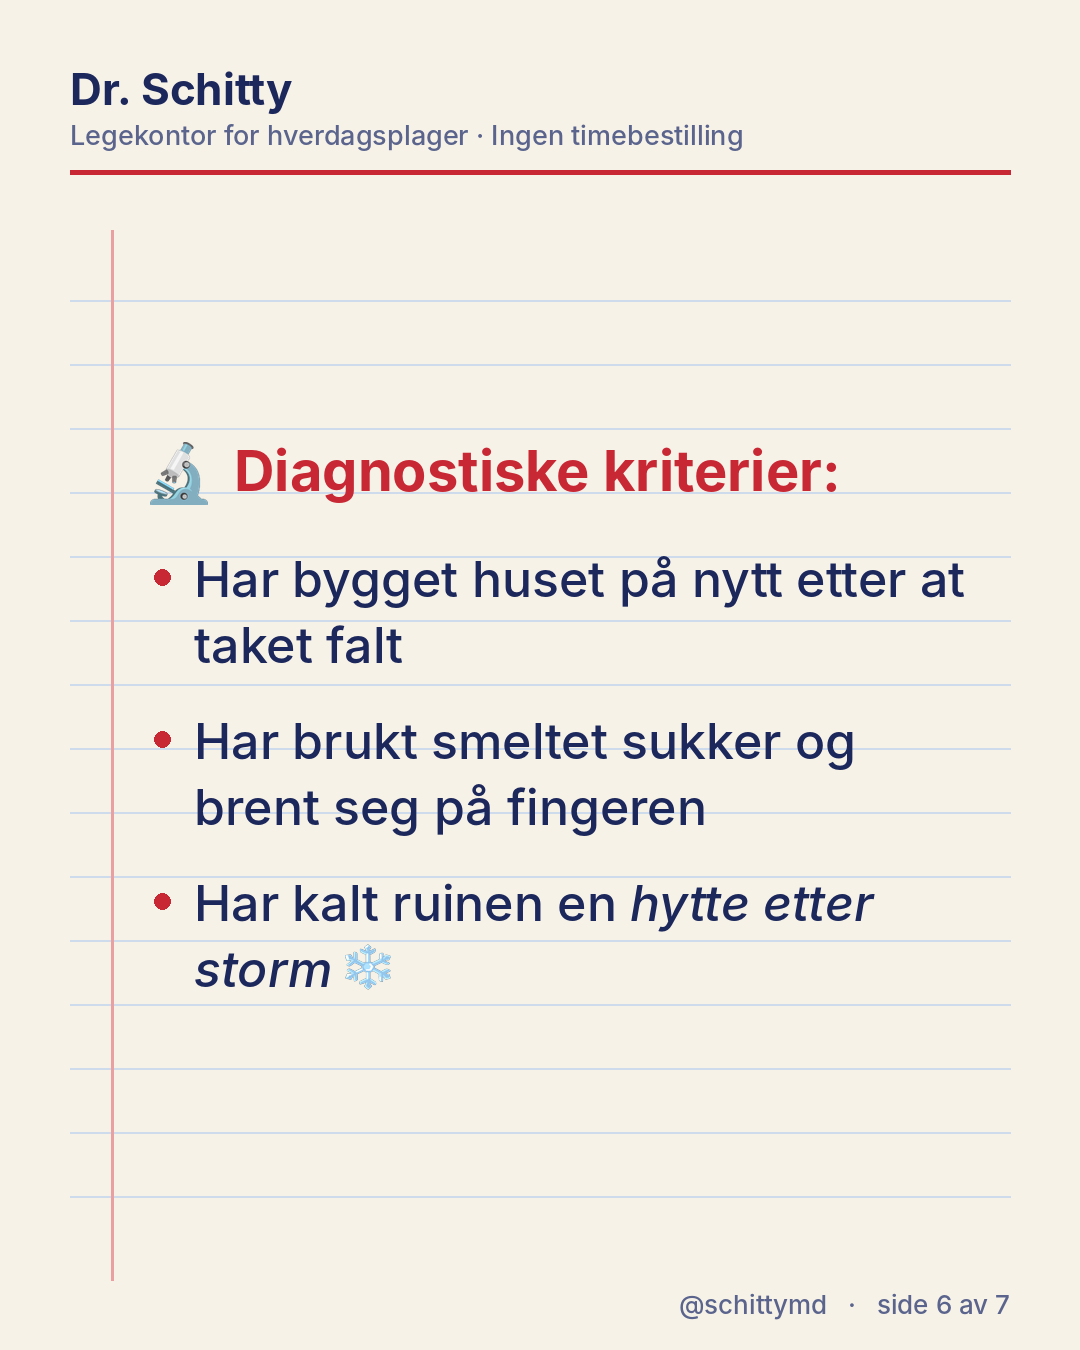 Dr. Schitty
Legekontor for hverdagsplager · Ingen timebestilling
🔬 Diagnostiske kriterier:
• Har bygget huset på nytt etter at
taket falt
• Har brukt smeltet sukker og
brent seg på fingeren
• Har kalt ruinen en hytte etter
storm ❄️
@schittymd · side 6 av 7